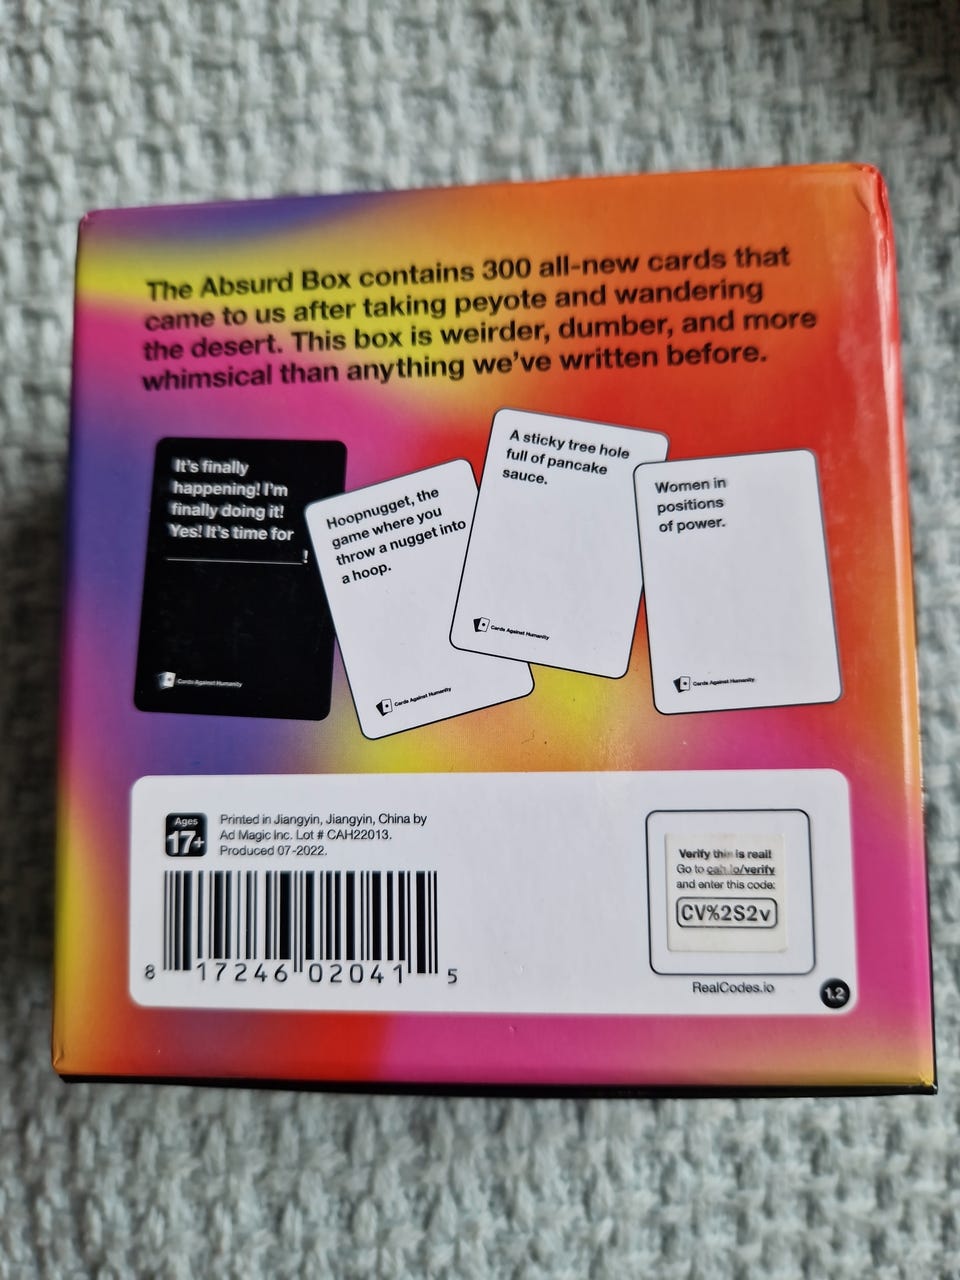 The Absurd Box contains 300 all-new cards that
came to us after taking peyote and wandering
the desert. This box is weirder, dumber, and more
whimsical than anything we've written before.
It's finally
happening! I'm
finally doing it!
Yes! It's time for
____________!
Cards Against Humanity
Hoopnugget, the
game where you
throw a nugget into
a hoop.
Cards Against Humanity
A sticky tree hole
full of pancake
sauce.
Cards Against Humanity
Women in
positions
of power.
Cards Against Humanity
Ages
17+
Printed in Jiangyin, Jiangyin, China by
Ad Magic Inc. Lot # CAH22013.
Produced 07-2022.
8 17246 02041 5
Verify this is real!
Go to cah.io/verify
and enter this code:
CV%2S2v
RealCodes.io
1.2